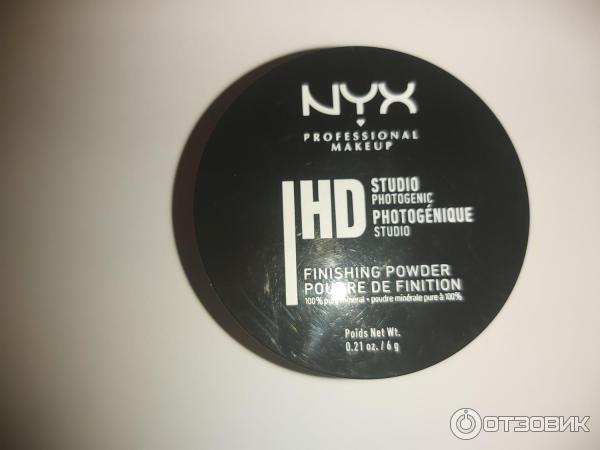 NYX
PROFESSIONAL
MAKEUP
HD
STUDIO
PHOTOGENIC
PHOTOGÉNIQUE
STUDIO
FINISHING POWDER
POUDRE DE FINITION
100% pure mineral • poudre minérale pure à 100%
Poids Net Wt.
0.21 oz. / 6 g
ОТЗОВИК